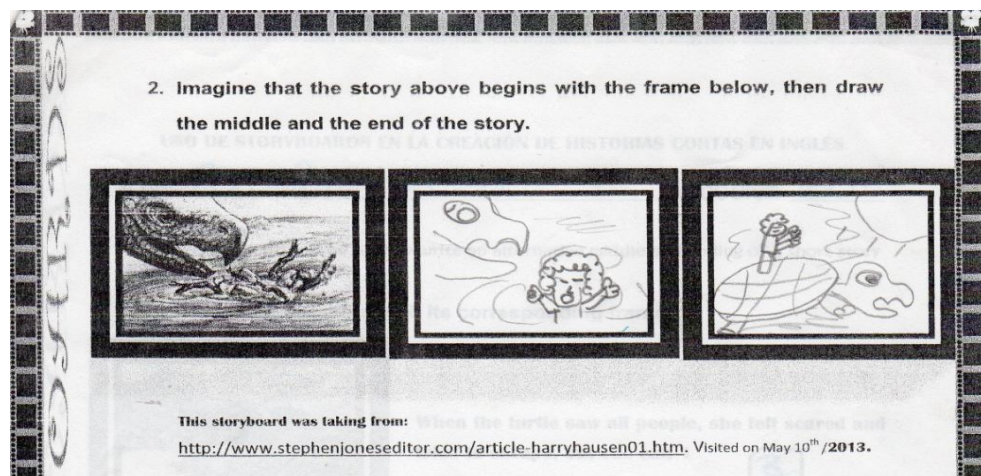 2. Imagine that the story above begins with the frame below, then draw
the middle and the end of the story.
USO DE STORYBOARDS EN LA CREACIÓN DE HISTORIAS CORTAS EN INGLÉS
its corresponding
This storyboard was taking from: When the turtle saw all people, she felt scared and
http://www.stephenjoneseditor.com/article-harryhausen01.htm. Visited on May 10th /2013.